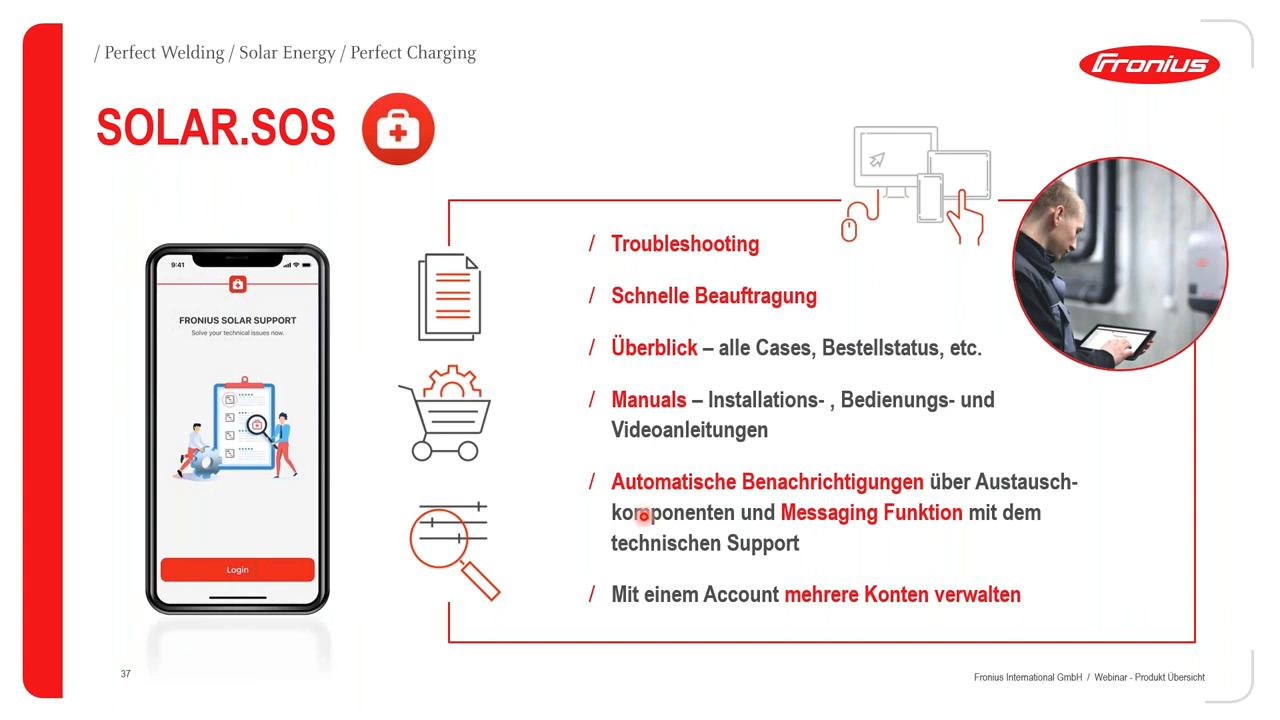 / Perfect Welding / Solar Energy / Perfect Charging
Fronius
SOLAR.SOS
9:41
FRONIUS SOLAR SUPPORT
Solve your technical issues now.
Login
/ Troubleshooting
/ Schnelle Beauftragung
/ Überblick – alle Cases, Bestellstatus, etc.
/ Manuals – Installations- , Bedienungs- und
Videoanleitungen
/ Automatische Benachrichtigungen über Austausch-
komponenten und Messaging Funktion mit dem
technischen Support
/ Mit einem Account mehrere Konten verwalten
37
Fronius International GmbH / Webinar - Produkt Übersicht